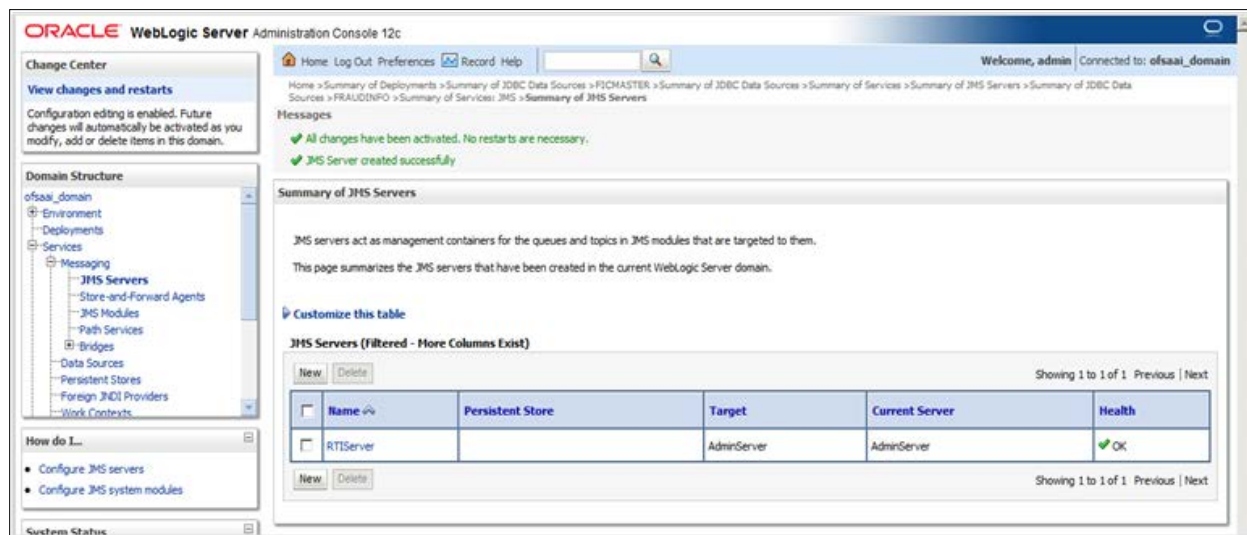 ORACLE WebLogic Server Administration Console 12c
Change Center
View changes and restarts
Configuration editing is enabled. Future
changes will automatically be activated as you
modify, add or delete items in this domain.
Domain Structure
ofsaai_domain
Environment
Deployments
Services
Messaging
JMS Servers
Store-and-Forward Agents
JMS Modules
Path Services
Bridges
Data Sources
Persistent Stores
Foreign JNDI Providers
Work Contexts
How do I...
Configure JMS servers
Configure JMS system modules
System Status
Home Log Out Preferences Record Help
Welcome, admin Connected to: ofsaai_domain
Home >Summary of Deployments >Summary of JDBC Data Sources >FICMASTER >Summary of JDBC Data Sources >Summary of Services >Summary of JMS Servers >Summary of JDBC Data
Sources >FRAUDINFO >Summary of Services: JMS >Summary of JMS Servers
Messages
All changes have been activated. No restarts are necessary.
JMS Server created successfully
Summary of JMS Servers
JMS servers act as management containers for the queues and topics in JMS modules that are targeted to them.
This page summarizes the JMS servers that have been created in the current WebLogic Server domain.
Customize this table
JMS Servers (Filtered - More Columns Exist)
New Delete Showing 1 to 1 of 1 Previous | Next
Name Persistent Store Target Current Server Health
RTIServer AdminServer AdminServer OK
New Delete Showing 1 to 1 of 1 Previous | Next